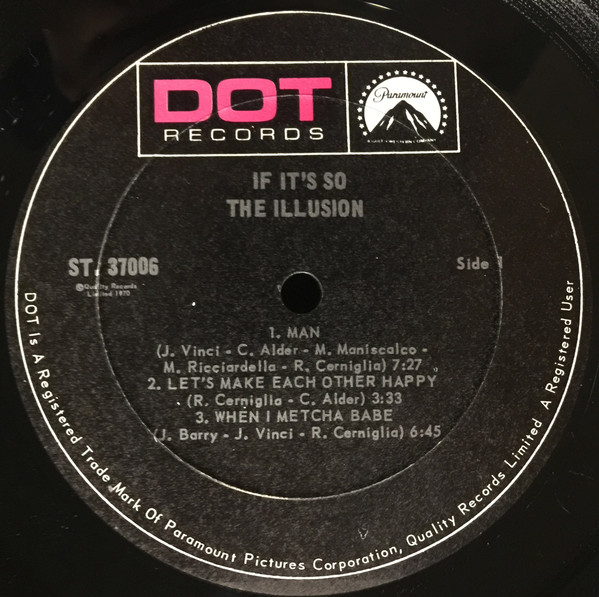 DOT
RECORDS
Paramount
IF IT'S SO
THE ILLUSION
ST. 37006
Side 1
©Quality Records
Limited 1970
1. MAN
(J. Vinci - C. Alder - M. Maniscalco -
M. Ricciardella - R. Cerniglia) 7:27
2. LET'S MAKE EACH OTHER HAPPY
(R. Cerniglia - C. Alder) 3:33
3. WHEN I METCHA BABE
(J. Barry - J. Vinci - R. Cerniglia) 6:45
DOT Is A Registered Trade Mark Of Paramount Pictures Corporation, Quality Records Limited A Registered User